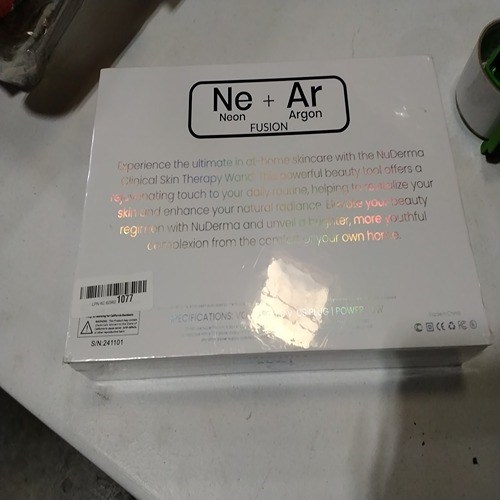 Ne + Ar
Neon Argon
FUSION
Experience the ultimate in at-home skincare with the NuDerma
Clinical Skin Therapy Wand. This powerful beauty tool offers a
rejuvenating touch to your daily routine, helping to revitalize your
skin and enhance your natural radiance. Elevate your beauty
regimen with NuDerma and unveil a brighter, more youthful
complexion from the comfort of your own home.
1077
WARNING
SPECIFICATIONS: POWER
S/N:241101